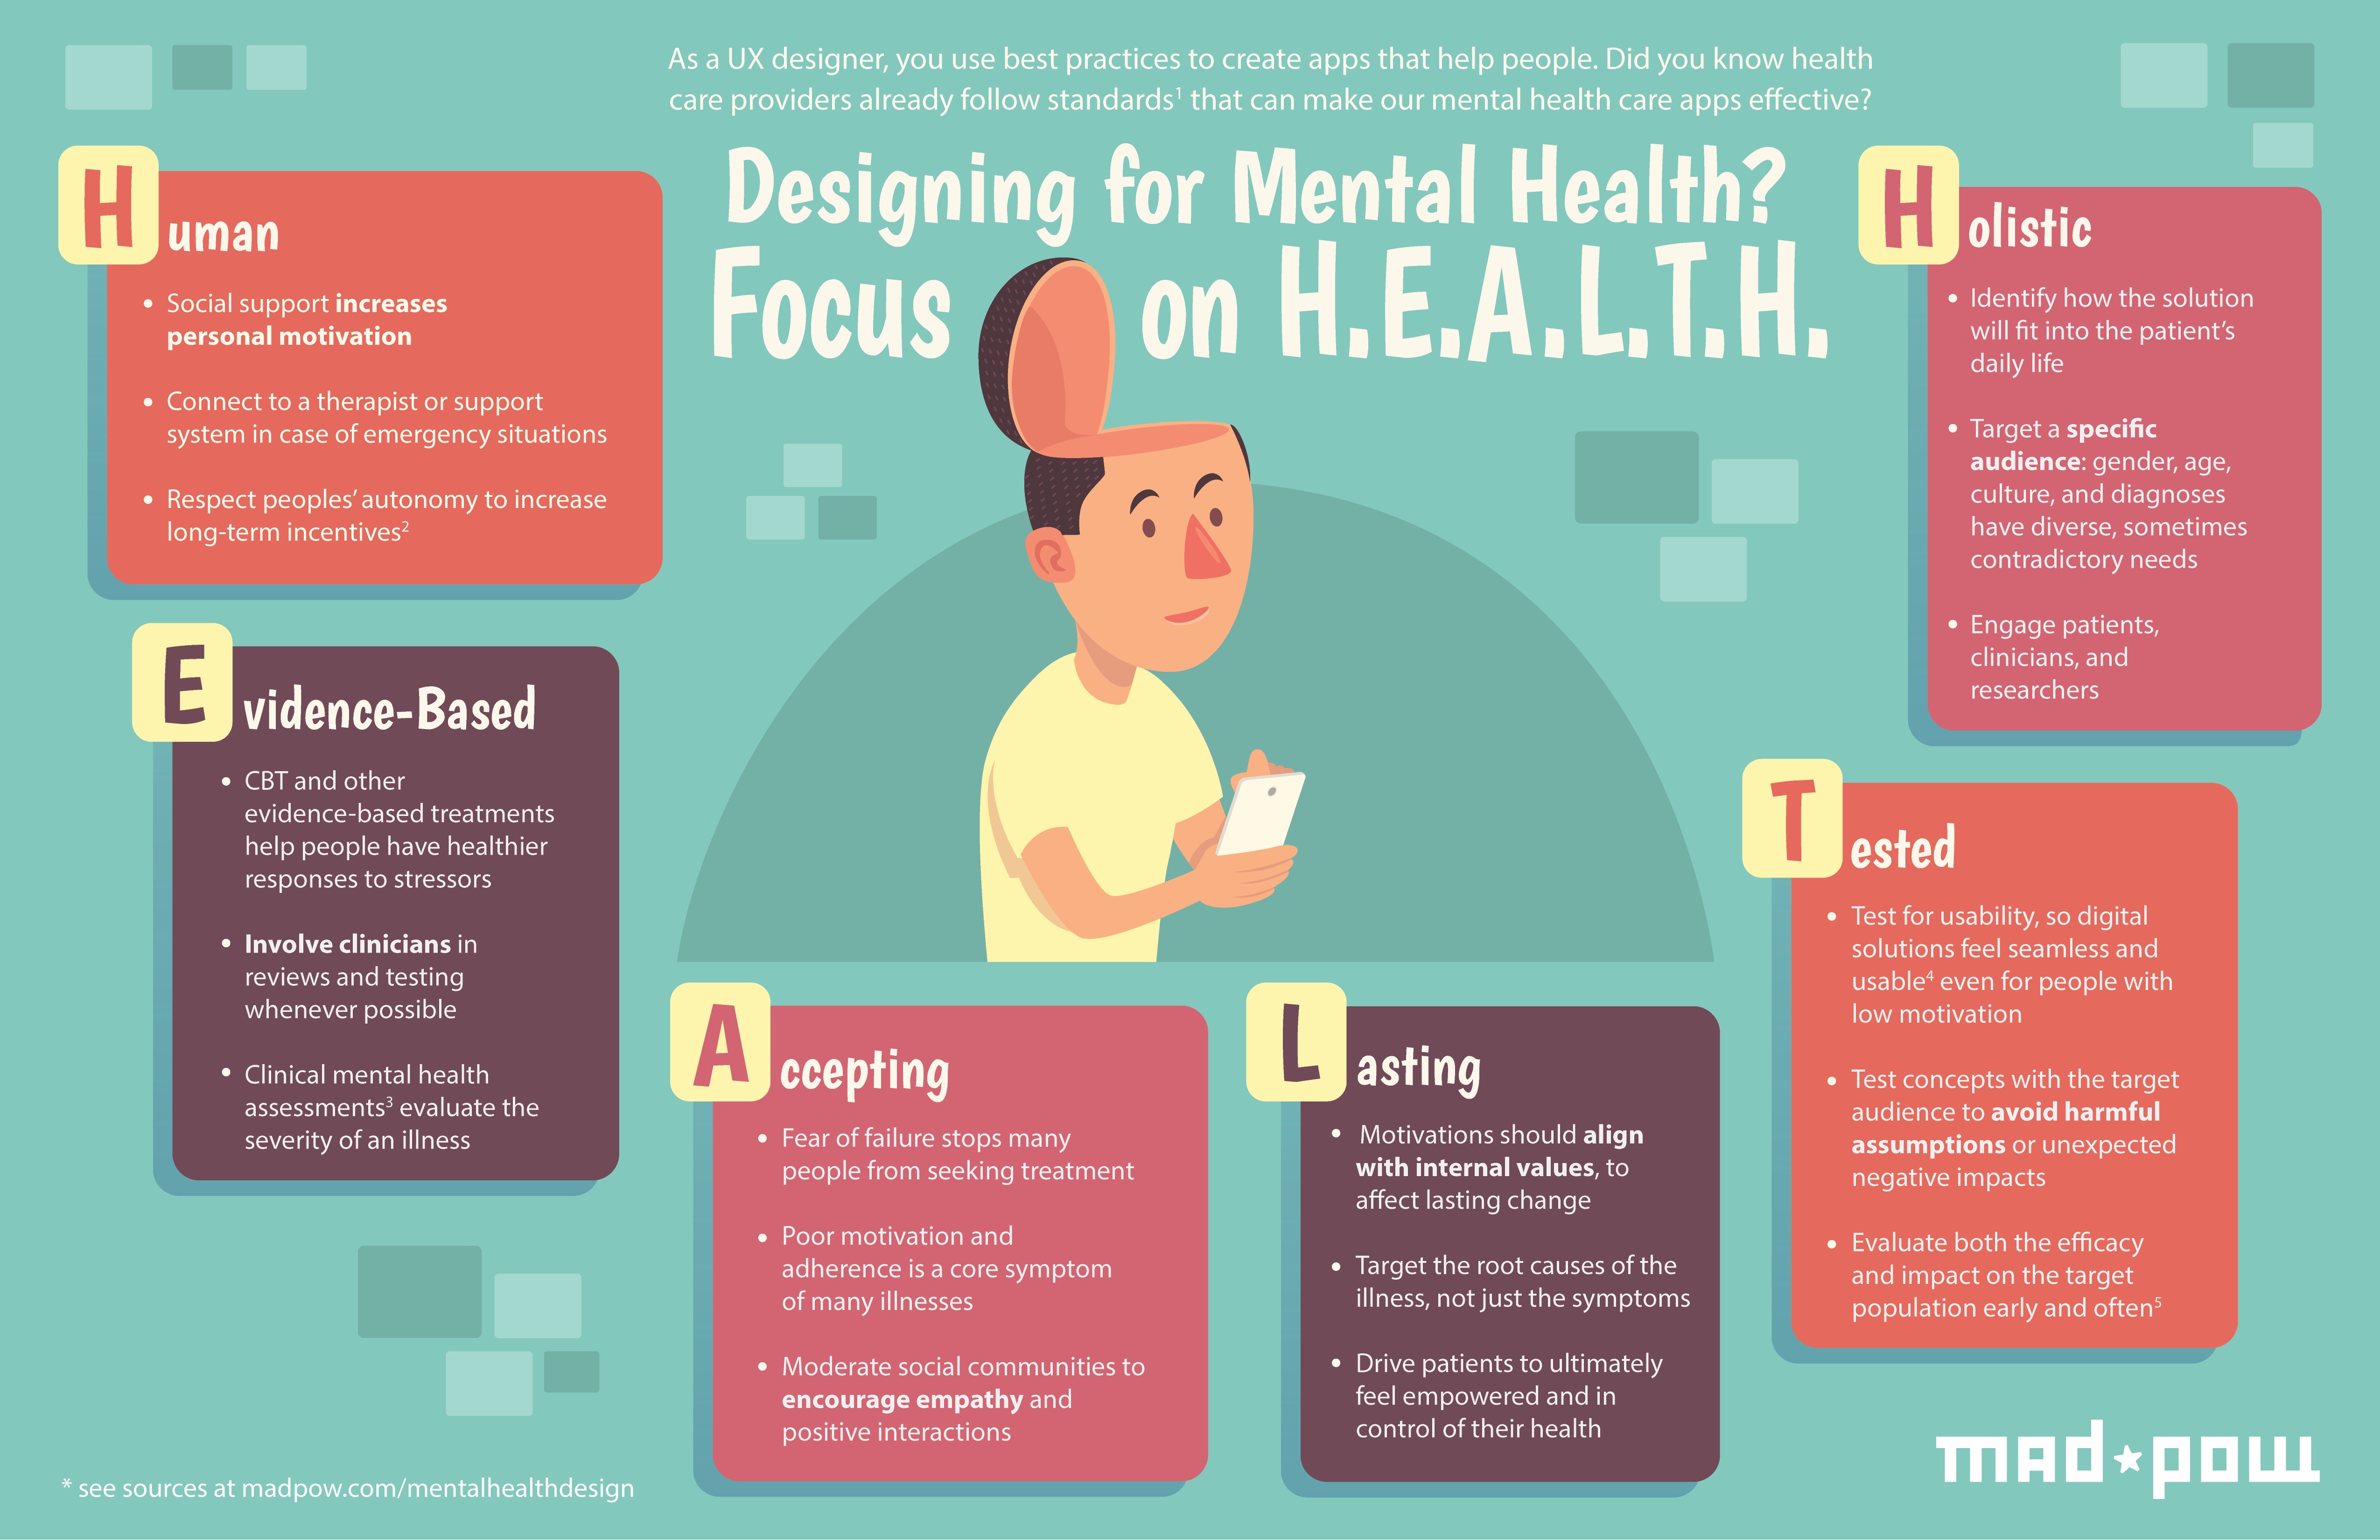 As a UX designer, you use best practices to create apps that help people. Did you know health
care providers already follow standards¹ that can make our mental health care apps effective?
Designing for Mental Health?
Focus on H.E.A.L.T.H.
Human
• Social support increases
personal motivation
• Connect to a therapist or support
system in case of emergency situations
• Respect peoples’ autonomy to increase
long-term incentives²
Evidence-Based
• CBT and other
evidence-based treatments
help people have healthier
responses to stressors
• Involve clinicians in
reviews and testing
whenever possible
• Clinical mental health
assessments³ evaluate the
severity of an illness
Accepting
• Fear of failure stops many
people from seeking treatment
• Poor motivation and
adherence is a core symptom
of many illnesses
• Moderate social communities to
encourage empathy and
positive interactions
Lasting
• Motivations should align
with internal values, to
affect lasting change
• Target the root causes of the
illness, not just the symptoms
• Drive patients to ultimately
feel empowered and in
control of their health
Tested
• Test for usability, so digital
solutions feel seamless and
usable⁴ even for people with
low motivation
• Test concepts with the target
audience to avoid harmful
assumptions or unexpected
negative impacts
• Evaluate both the efficacy
and impact on the target
population early and often⁵
Holistic
• Identify how the solution
will fit into the patient’s
daily life
• Target a specific
audience: gender, age,
culture, and diagnoses
have diverse, sometimes
contradictory needs
• Engage patients,
clinicians, and
researchers
* see sources at madpow.com/mentalhealthdesign
mad★pow